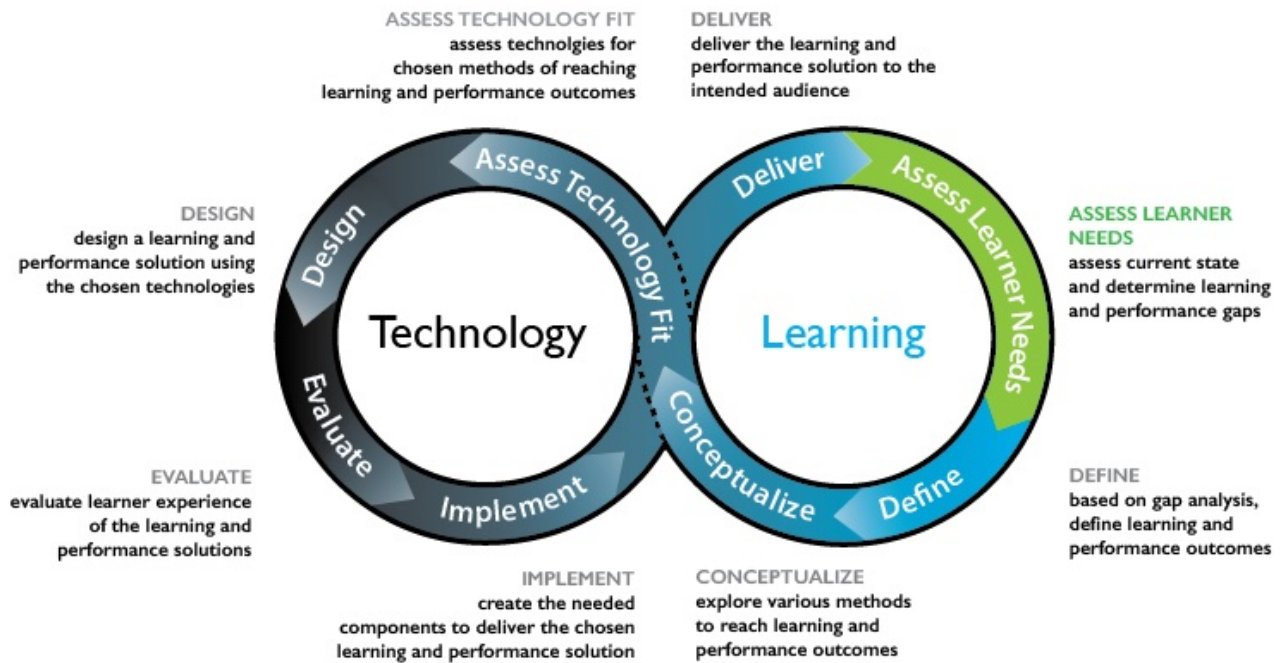 ASSESS TECHNOLOGY FIT
assess technolgies for
chosen methods of reaching
learning and performance outcomes
DELIVER
deliver the learning and
performance solution to the
intended audience
DESIGN
design a learning and
performance solution using
the chosen technologies
ASSESS LEARNER
NEEDS
assess current state
and determine learning
and performance gaps
Assess Technology Fit
Design
Evaluate
Implement
Technology
Deliver
Assess Learner Needs
Define
Conceptualize
Learning
EVALUATE
evaluate learner experience
of the learning and
performance solutions
DEFINE
based on gap analysis,
define learning and
performance outcomes
IMPLEMENT
create the needed
components to deliver the chosen
learning and performance solution
CONCEPTUALIZE
explore various methods
to reach learning and
performance outcomes